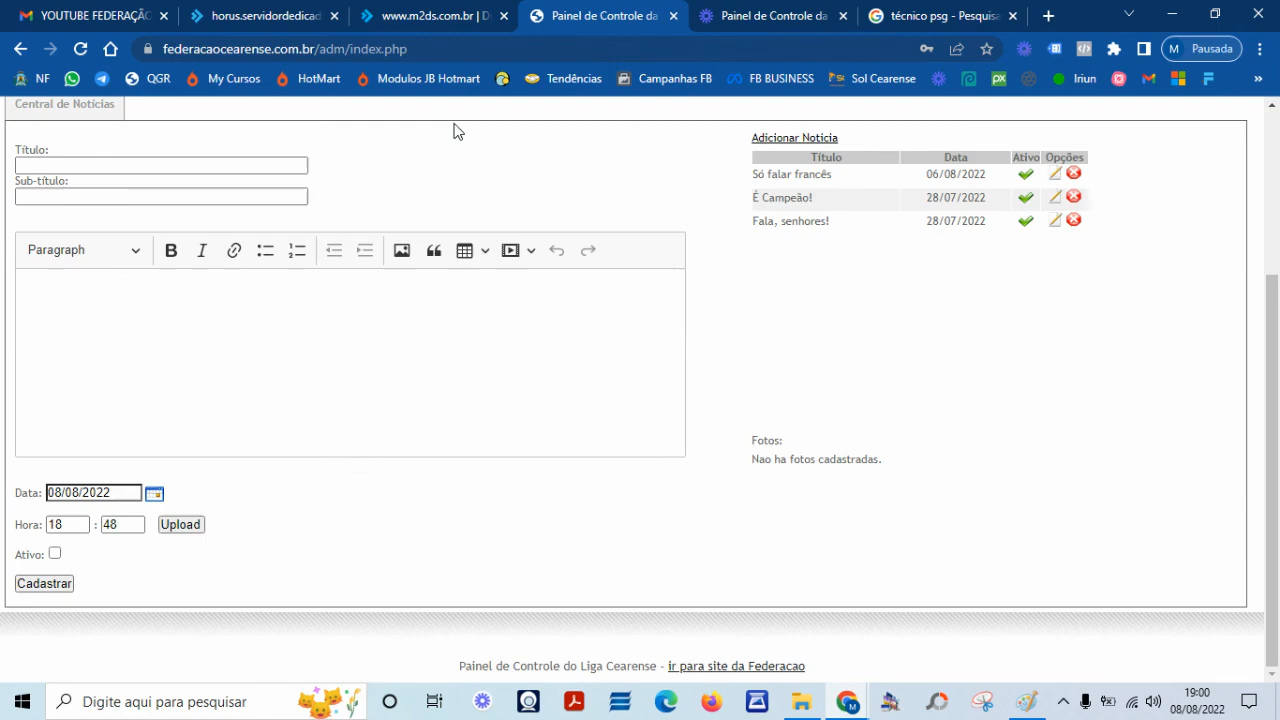 YOUTUBE FEDERAÇÃO
horus.servidordedicad
www.m2ds.com.br | D
Painel de Controle da
Painel de Controle da
técnico psg - Pesquisa
federacaocearense.com.br/adm/index.php
M Pausada
NF
QGR
My Cursos
HotMart
Modulos JB Hotmart
Tendências
Campanhas FB
FB BUSINESS
Sol Cearense
Iriun
»
Central de Notícias
Título:
Sub-título:
Paragraph
Adicionar Noticia
Título Data Ativo Opções
Só falar francês 06/08/2022
É Campeão! 28/07/2022
Fala, senhores! 28/07/2022
Fotos:
Nao ha fotos cadastradas.
Data: 08/08/2022
Hora: 18 : 48 Upload
Ativo:
Cadastrar
Painel de Controle do Liga Cearense - ir para site da Federacao
Digite aqui para pesquisar
19:00
08/08/2022